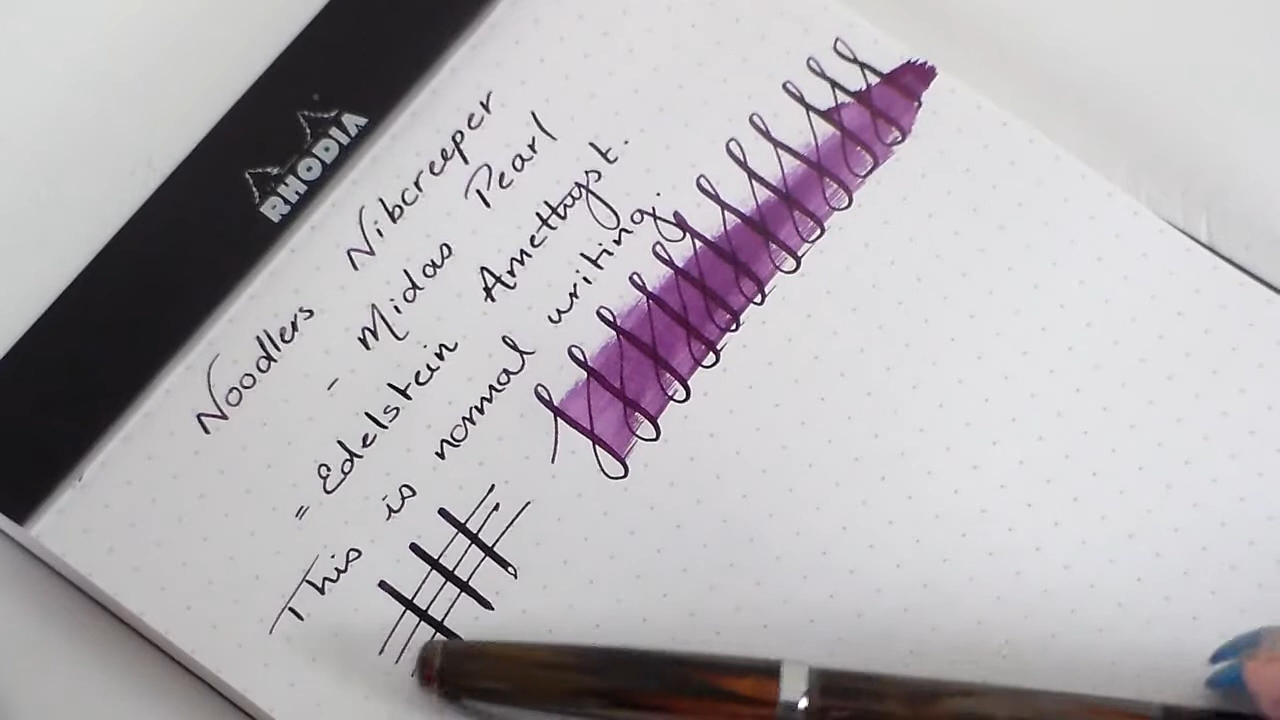 RHODIA
Noodlers Nibcreeper
- Midas Pearl
= Edelstein Amethyst.
This is normal writing.